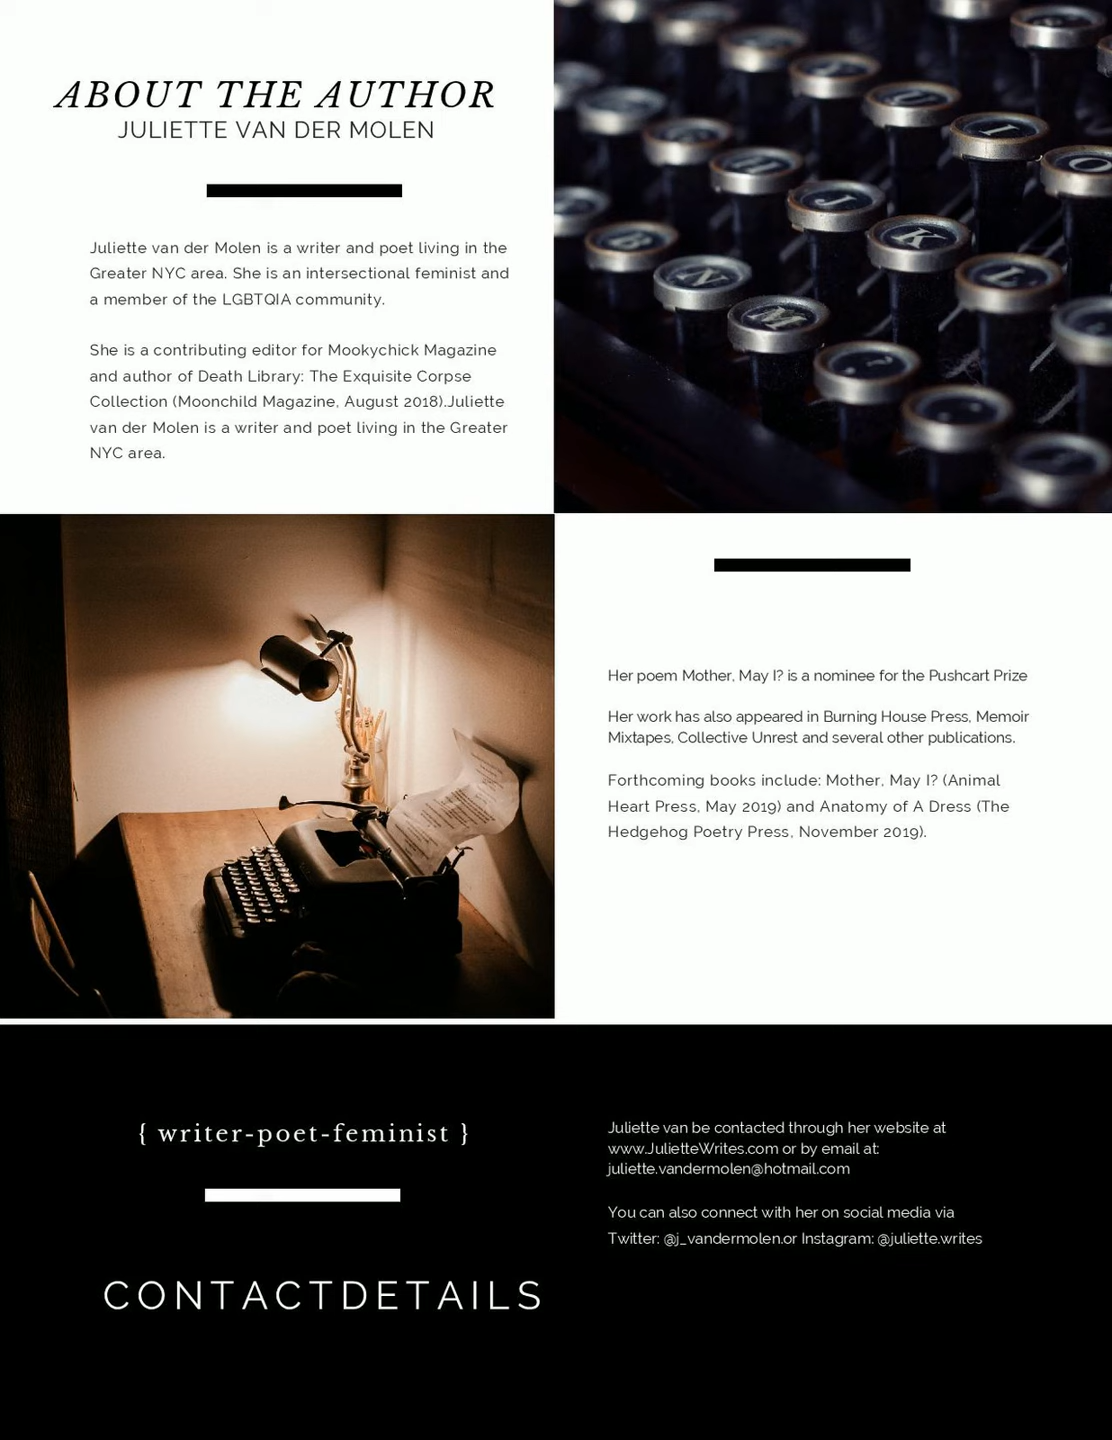 ABOUT THE AUTHOR
JULIETTE VAN DER MOLEN
Juliette van der Molen is a writer and poet living in the
Greater NYC area. She is an intersectional feminist and
a member of the LGBTQIA community.
She is a contributing editor for Mookychick Magazine
and author of Death Library: The Exquisite Corpse
Collection (Moonchild Magazine, August 2018).Juliette
van der Molen is a writer and poet living in the Greater
NYC area.
U
I
O
H
J
K
L
B
N
M
Her poem Mother, May I? is a nominee for the Pushcart Prize
Her work has also appeared in Burning House Press, Memoir
Mixtapes, Collective Unrest and several other publications.
Forthcoming books include: Mother, May I? (Animal
Heart Press, May 2019) and Anatomy of A Dress (The
Hedgehog Poetry Press, November 2019).
{ writer-poet-feminist }
CONTACTDETAILS
Juliette van be contacted through her website at
www.JulietteWrites.com or by email at:
juliette.vandermolen@hotmail.com
You can also connect with her on social media via
Twitter: @j_vandermolen.or Instagram: @juliette.writes